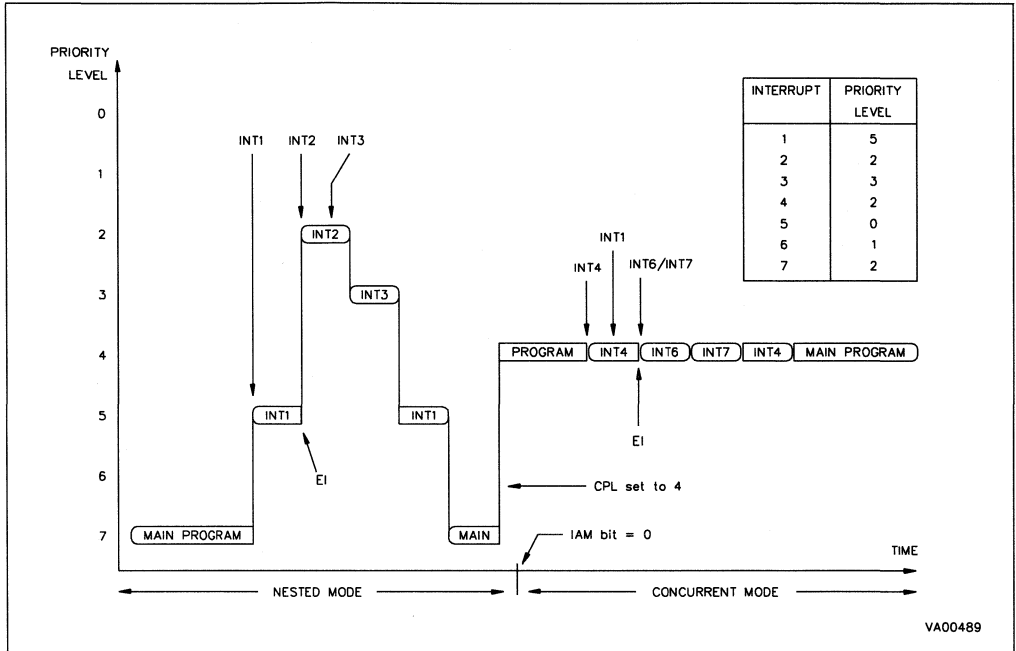 PRIORITY
LEVEL
0
1
2
3
4
5
6
7
INT1
INT2
INT3
INT2
INT3
INT1
EI
INT1
MAIN PROGRAM
MAIN
INTERRUPT PRIORITY LEVEL
1 5
2 2
3 3
4 2
5 0
6 1
7 2
INT1
INT4
INT6/INT7
PROGRAM
INT4
INT6
INT7
INT4
MAIN PROGRAM
EI
CPL set to 4
IAM bit = 0
TIME
NESTED MODE
CONCURRENT MODE
VA00489